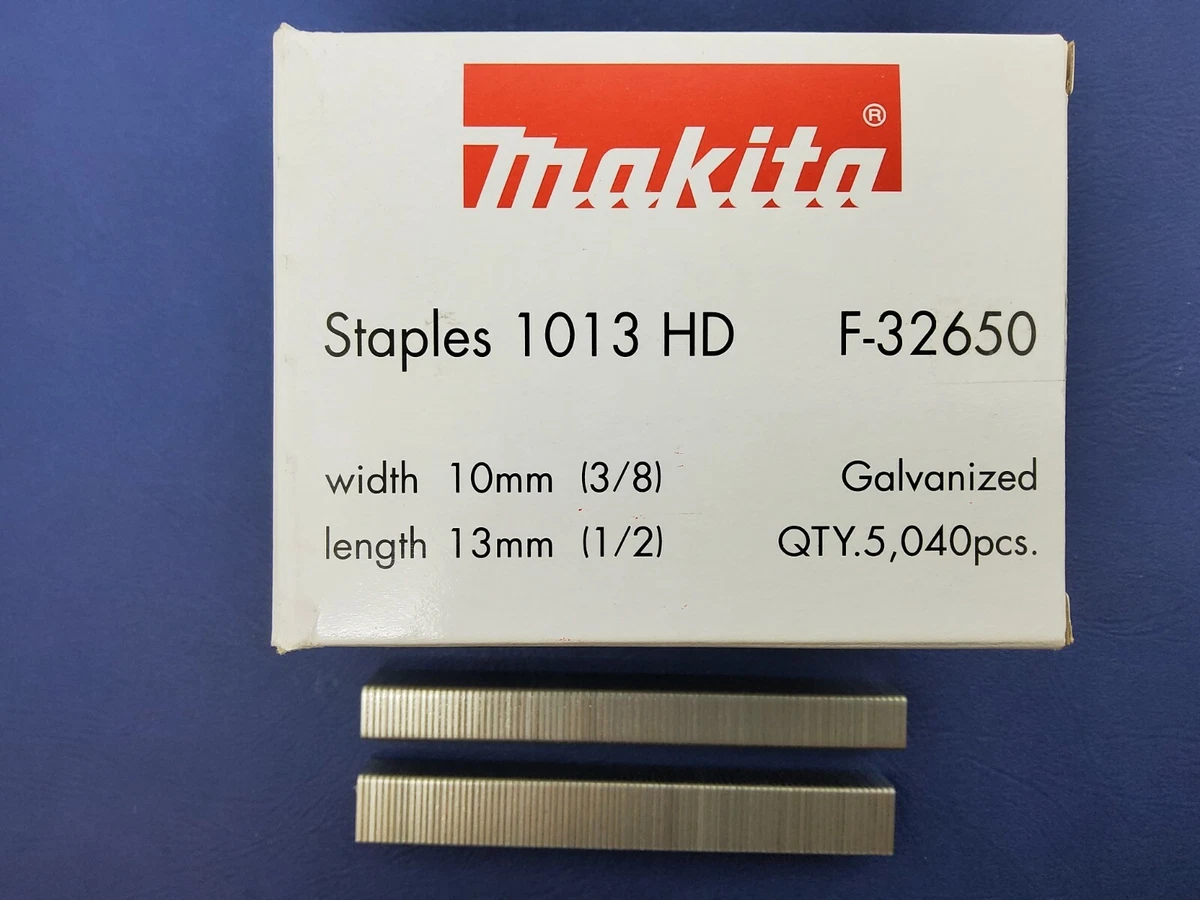 makita®
Staples 1013 HD F-32650
width 10mm (3/8) Galvanized
length 13mm (1/2) QTY.5,040pcs.